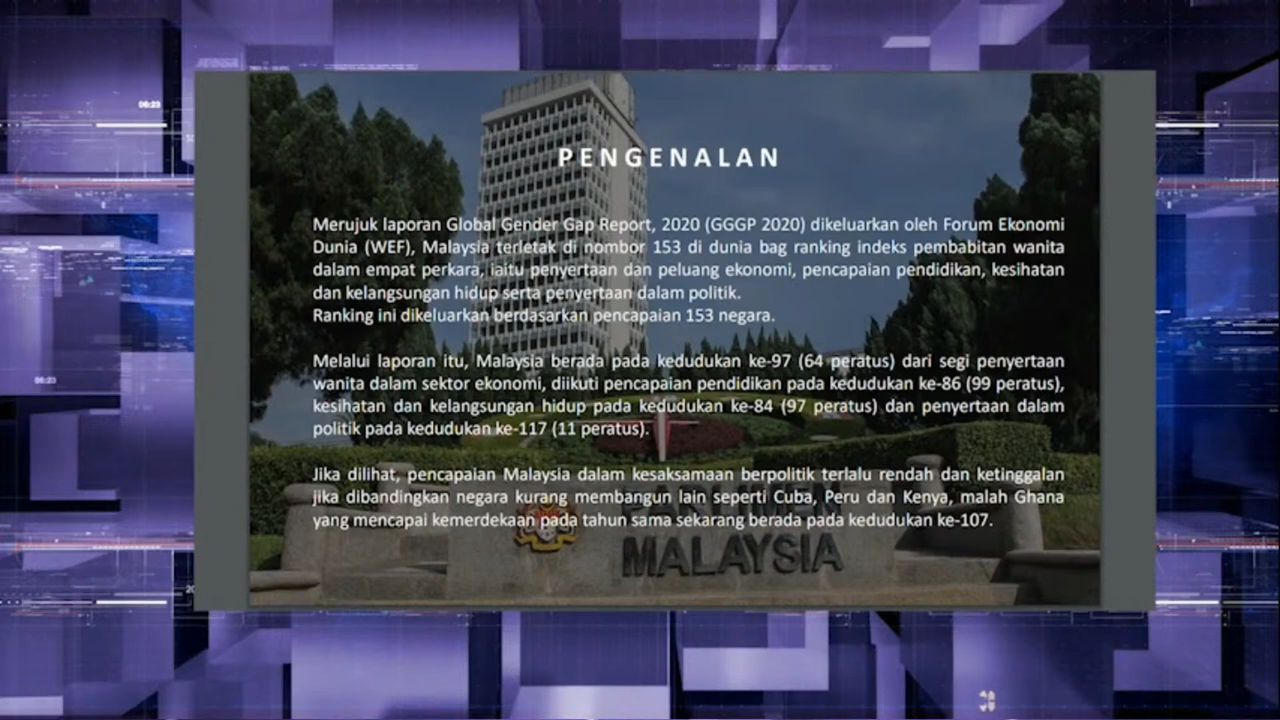 PENGENALAN
Merujuk laporan Global Gender Gap Report, 2020 (GGGP 2020) dikeluarkan oleh Forum Ekonomi
Dunia (WEF), Malaysia terletak di nombor 153 di dunia bag ranking indeks pembabitan wanita
dalam empat perkara, iaitu penyertaan dan peluang ekonomi, pencapaian pendidikan, kesihatan
dan kelangsungan hidup serta penyertaan dalam politik.
Ranking ini dikeluarkan berdasarkan pencapaian 153 negara.
Melalui laporan itu, Malaysia berada pada kedudukan ke-97 (64 peratus) dari segi penyertaan
wanita dalam sektor ekonomi, diikuti pencapaian pendidikan pada kedudukan ke-86 (99 peratus),
kesihatan dan kelangsungan hidup pada kedudukan ke-84 (97 peratus) dan penyertaan dalam
politik pada kedudukan ke-117 (11 peratus).
Jika dilihat, pencapaian Malaysia dalam kesaksamaan berpolitik terlalu rendah dan ketinggalan
jika dibandingkan negara kurang membangun lain seperti Cuba, Peru dan Kenya, malah Ghana
yang mencapai kemerdekaan pada tahun sama sekarang berada pada kedudukan ke-107.
MALAYSIA
06:23
06:23